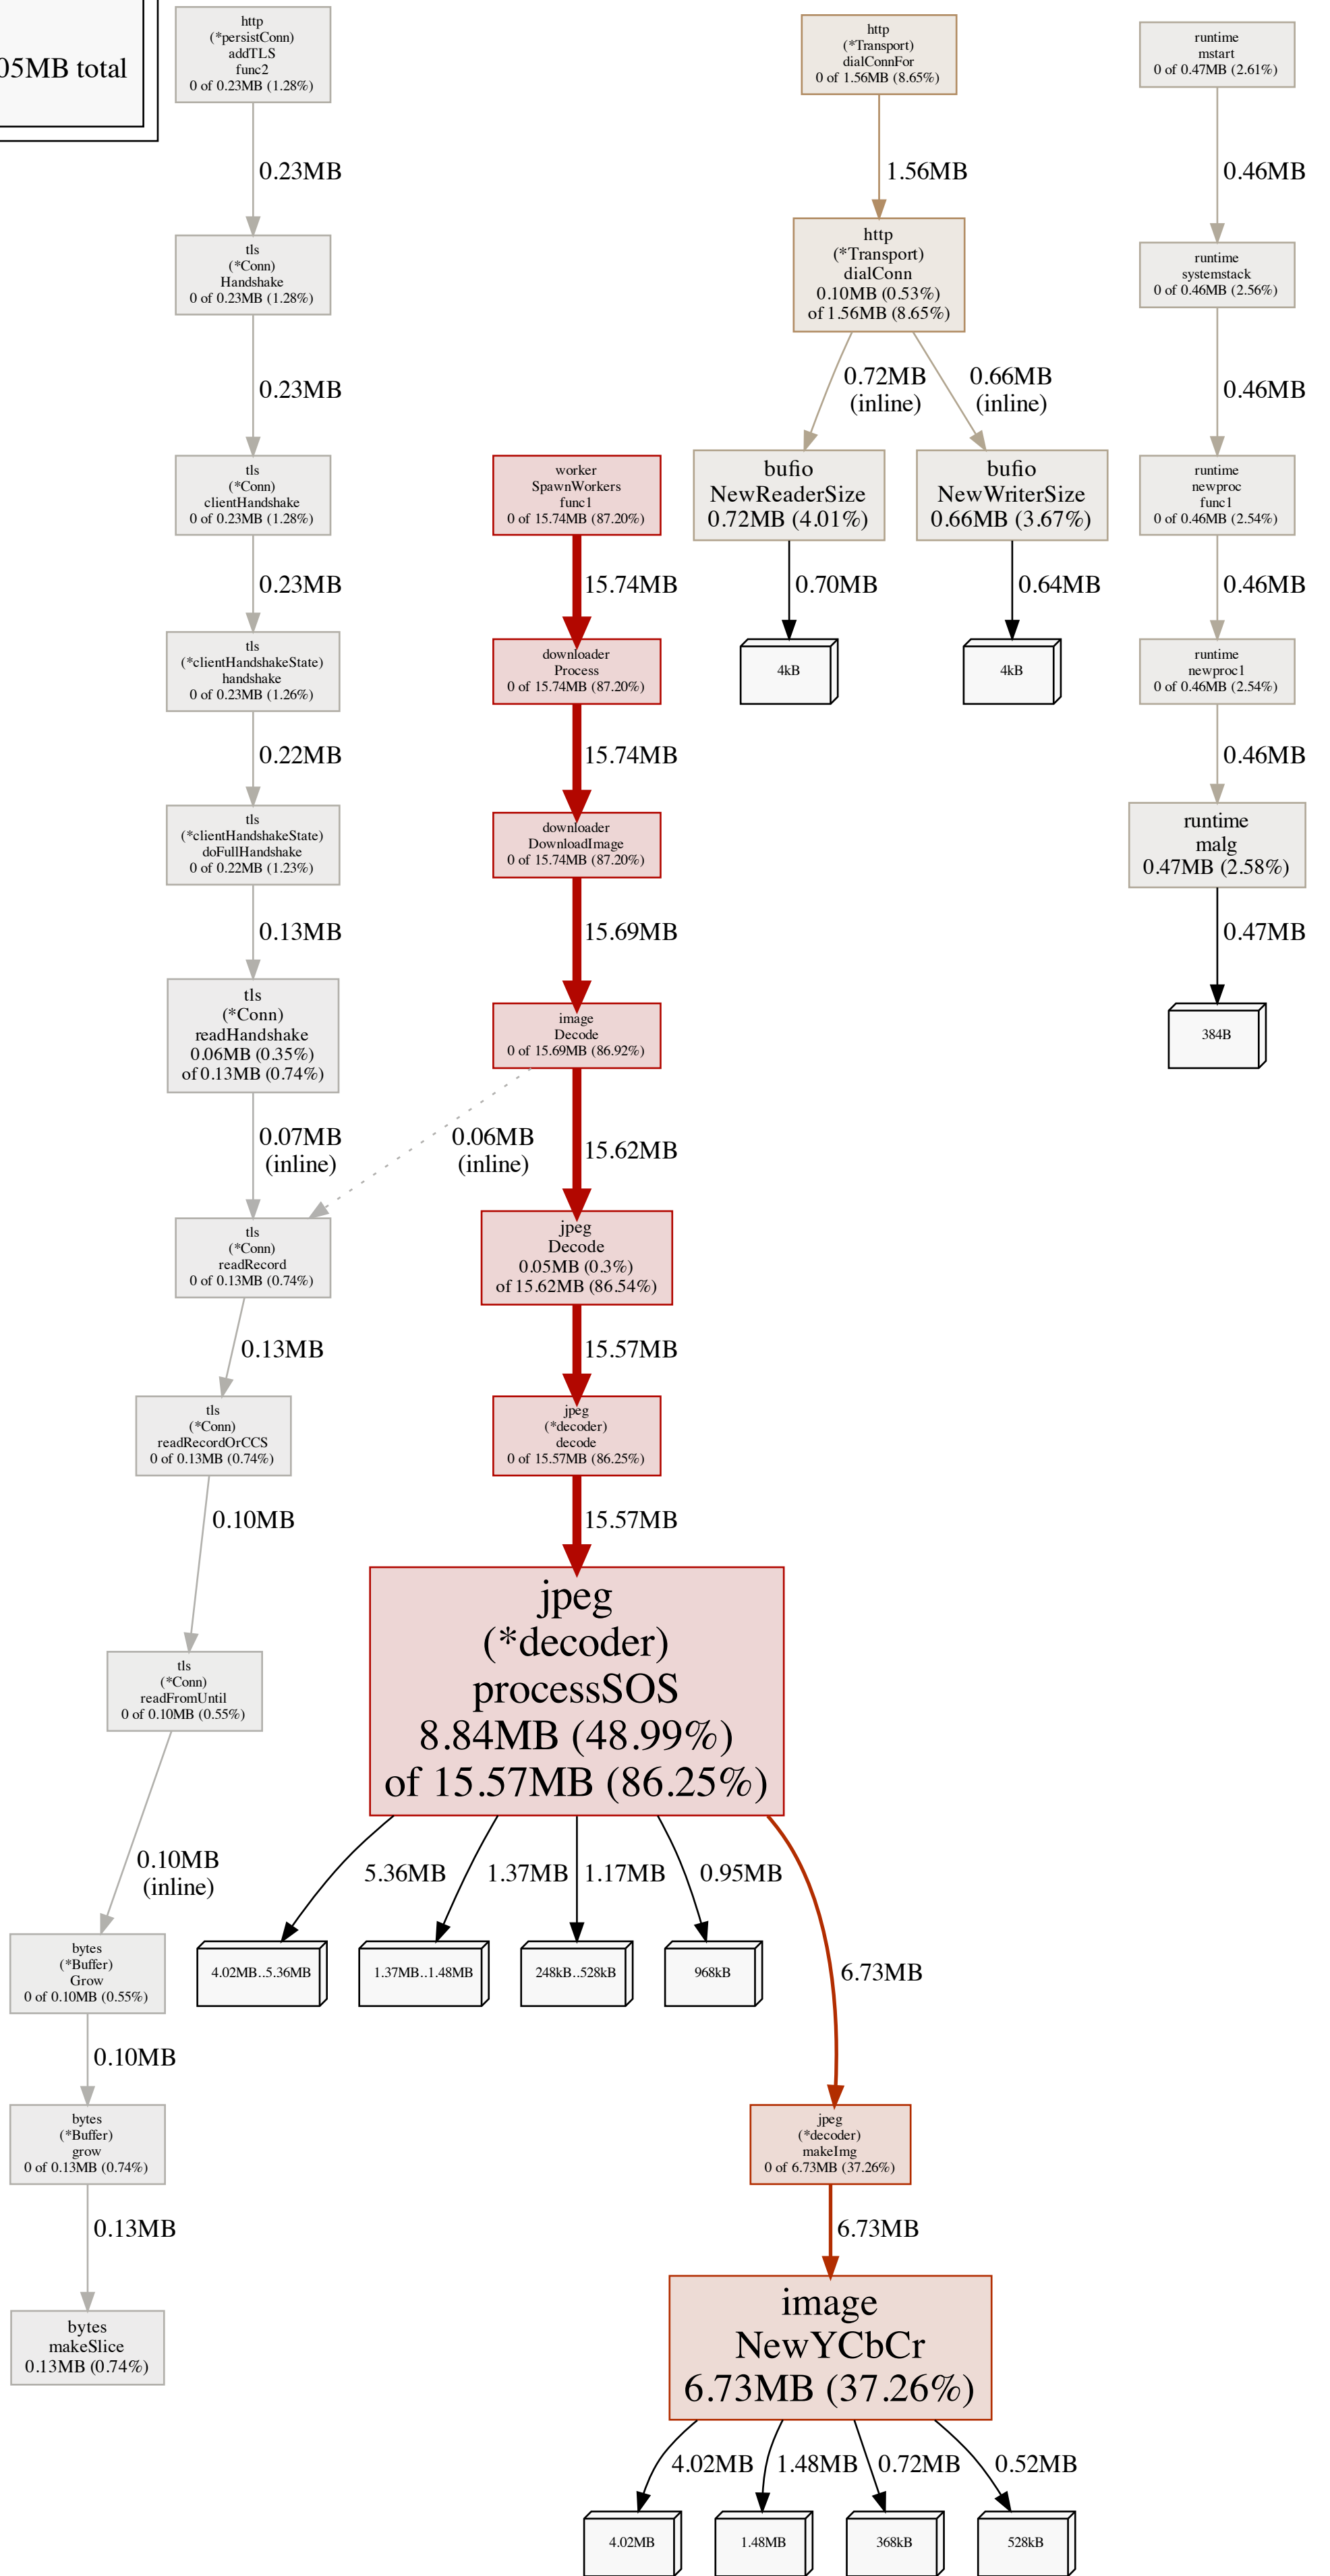 05MB total
http
(*persistConn)
addTLS
func2
0 of 0.23MB (1.28%)
http
(*Transport)
dialConnFor
0 of 1.56MB (8.65%)
runtime
mstart
0 of 0.47MB (2.61%)
0.23MB
1.56MB
0.46MB
tls
(*Conn)
Handshake
0 of 0.23MB (1.28%)
http
(*Transport)
dialConn
0.10MB (0.53%)
of 1.56MB (8.65%)
runtime
systemstack
0 of 0.46MB (2.56%)
0.23MB
0.72MB
(inline)
0.66MB
(inline)
0.46MB
tls
(*Conn)
clientHandshake
0 of 0.23MB (1.28%)
worker
SpawnWorkers
func1
0 of 15.74MB (87.20%)
bufio
NewReaderSize
0.72MB (4.01%)
bufio
NewWriterSize
0.66MB (3.67%)
runtime
newproc
func1
0 of 0.46MB (2.54%)
0.23MB
15.74MB
0.70MB
0.64MB
0.46MB
tls
(*clientHandshakeState)
handshake
0 of 0.23MB (1.26%)
downloader
Process
0 of 15.74MB (87.20%)
4kB
4kB
runtime
newproc1
0 of 0.46MB (2.54%)
0.22MB
15.74MB
0.46MB
tls
(*clientHandshakeState)
doFullHandshake
0 of 0.22MB (1.23%)
downloader
DownloadImage
0 of 15.74MB (87.20%)
runtime
malg
0.47MB (2.58%)
0.13MB
15.69MB
0.47MB
tls
(*Conn)
readHandshake
0.06MB (0.35%)
of 0.13MB (0.74%)
image
Decode
0 of 15.69MB (86.92%)
384B
0.07MB
(inline)
0.06MB
(inline)
15.62MB
tls
(*Conn)
readRecord
0 of 0.13MB (0.74%)
jpeg
Decode
0.05MB (0.3%)
of 15.62MB (86.54%)
0.13MB
15.57MB
tls
(*Conn)
readRecordOrCCS
0 of 0.13MB (0.74%)
jpeg
(*decoder)
decode
0 of 15.57MB (86.25%)
0.10MB
15.57MB
tls
(*Conn)
readFromUntil
0 of 0.10MB (0.55%)
jpeg
(*decoder)
processSOS
8.84MB (48.99%)
of 15.57MB (86.25%)
0.10MB
(inline)
5.36MB
1.37MB
1.17MB
0.95MB
6.73MB
bytes
(*Buffer)
Grow
0 of 0.10MB (0.55%)
4.02MB..5.36MB
1.37MB..1.48MB
248kB..528kB
968kB
0.10MB
bytes
(*Buffer)
grow
0 of 0.13MB (0.74%)
jpeg
(*decoder)
makeImg
0 of 6.73MB (37.26%)
0.13MB
6.73MB
bytes
makeSlice
0.13MB (0.74%)
image
NewYCbCr
6.73MB (37.26%)
4.02MB
1.48MB
0.72MB
0.52MB
4.02MB
1.48MB
368kB
528kB